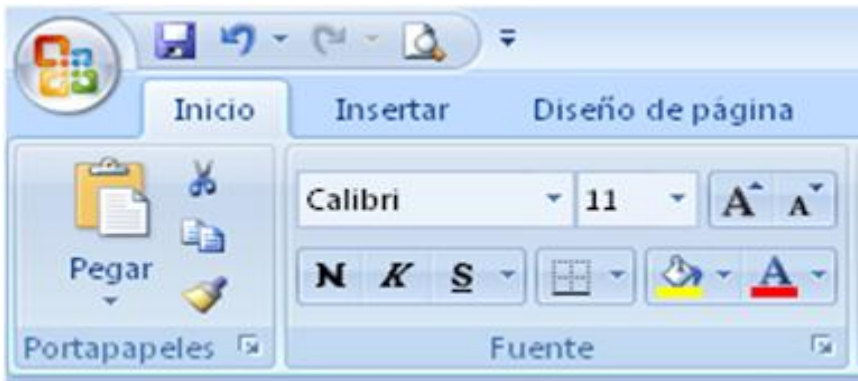 Inicio Insertar Diseño de página
Calibri 11 A A
Pegar N K S A
Portapapeles Fuente